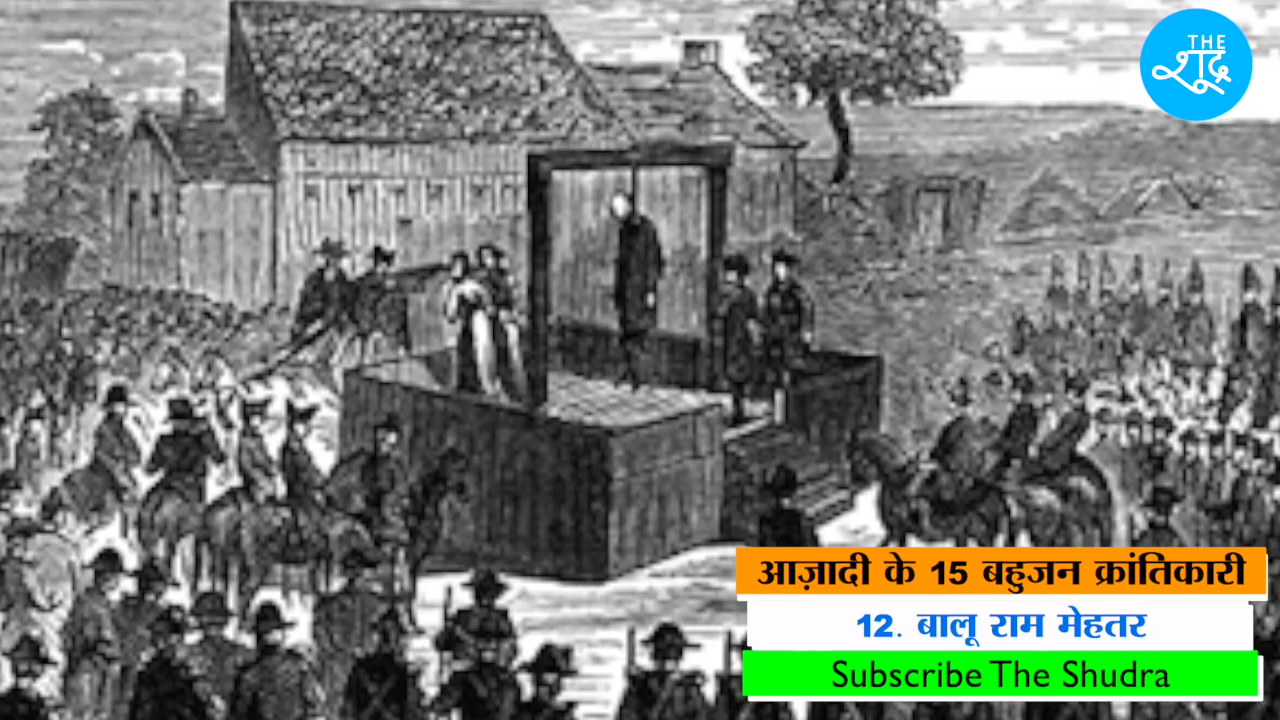 THE
शूद्र
आज़ादी के 15 बहुजन क्रांतिकारी
12. बालू राम मेहतर
Subscribe The Shudra